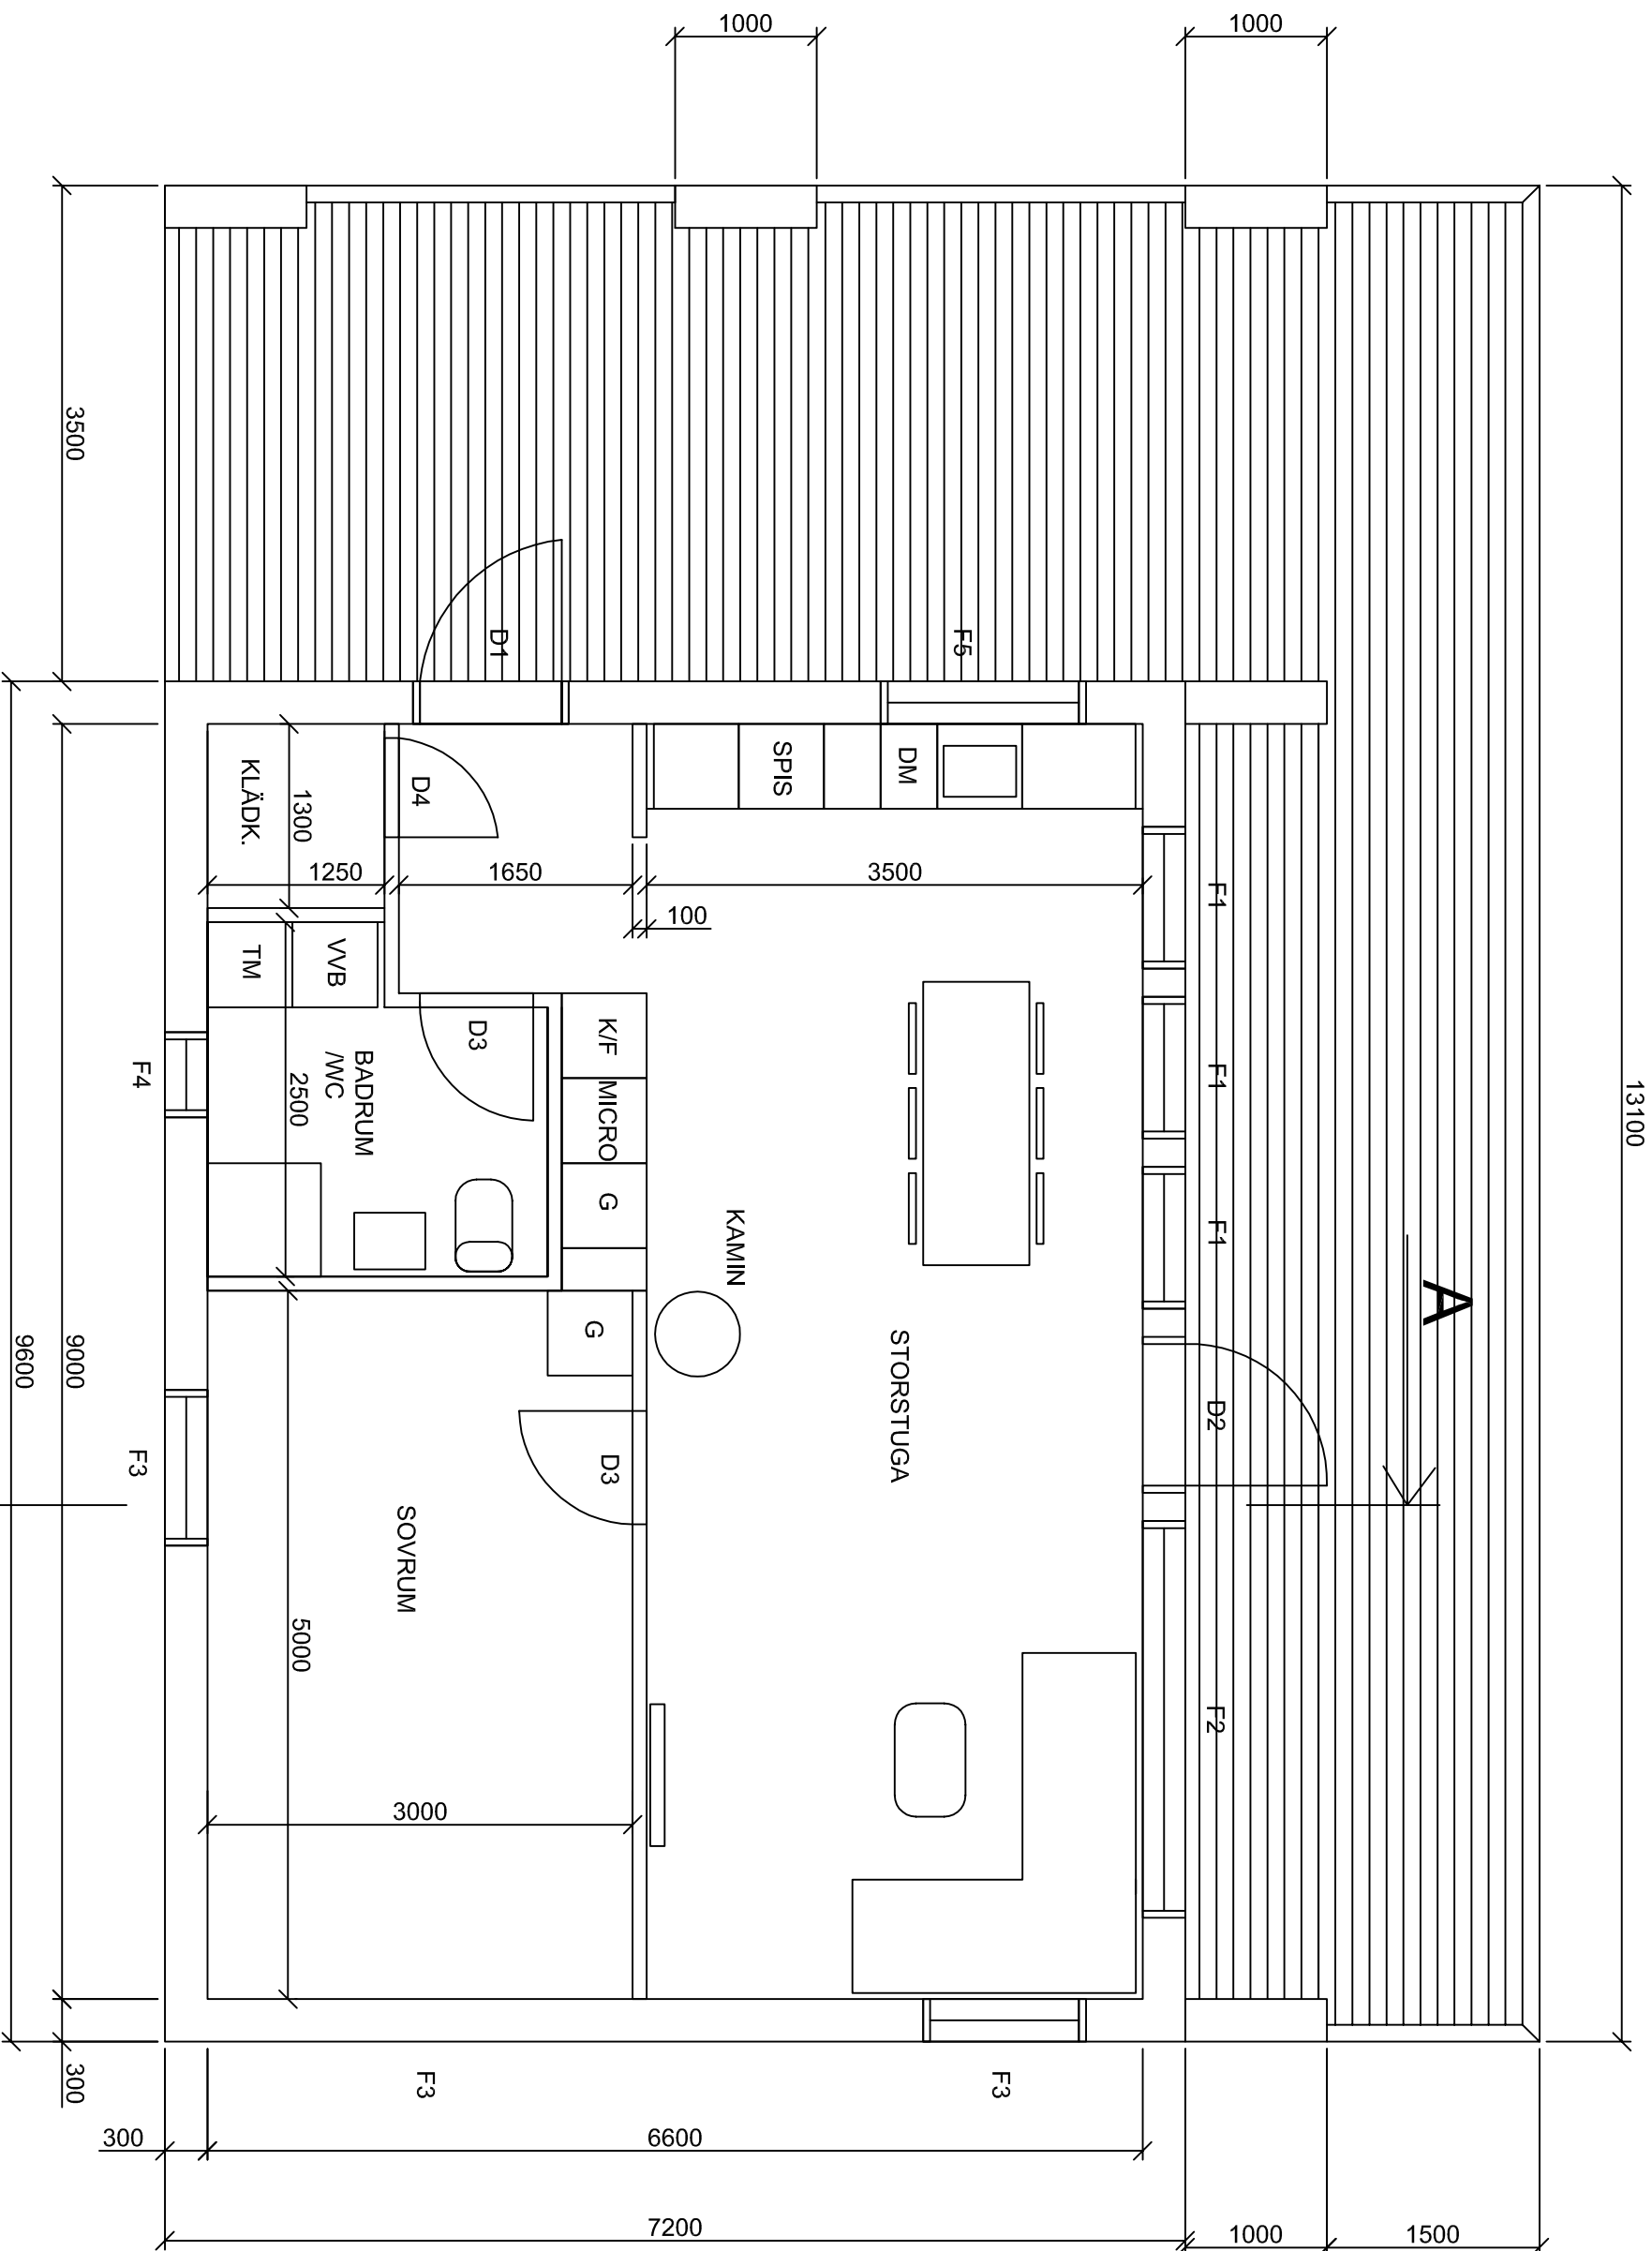 1000
1000
3500
13100
D1
F5
KLÄDK.
1300
D4
SPIS
DM
1250
1650
3500
100
F1
TM
VVB
K/F
D3
MICRO
BADRUM
/WC
2500
F4
G
F1
F1
KAMIN
A
G
STORSTUGA
D2
9600
9000
F3
D3
SOVRUM
5000
F2
3000
300
F3
F3
300
6600
7200
1000
1500